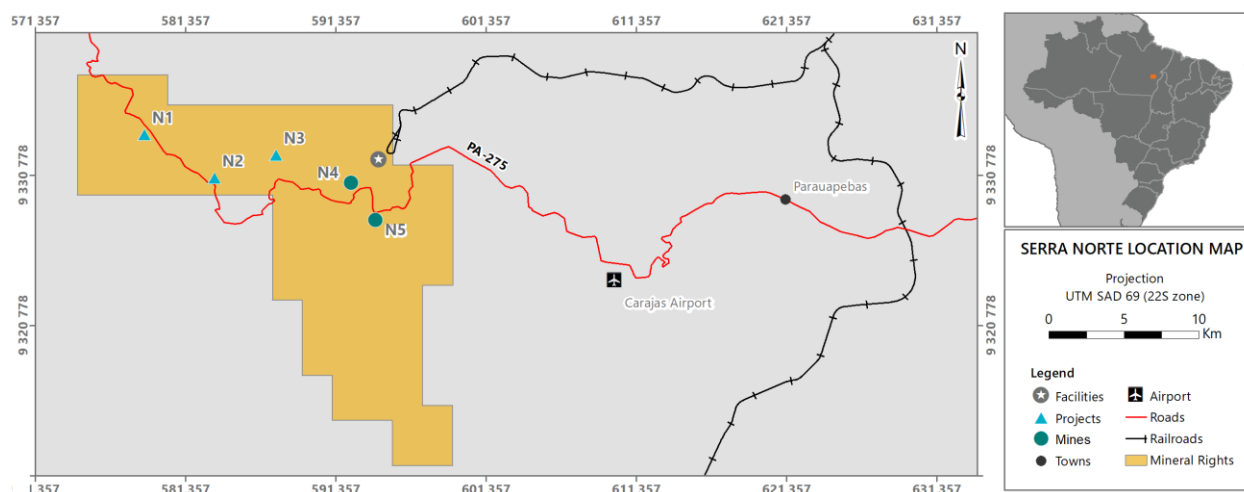 571 357 581 357 591 357 601 357 611 357 621 357 631 357
N
N1
N3
N2
N4
N5
PA-275
Parauapebas
Carajas Airport
9 330 778
9 320 778
9 330 778
9 320 778
.357 581 357 591 357 601 357 611 357 621 357 631 357
SERRA NORTE LOCATION MAP
Projection
UTM SAD 69 (22S zone)
0 5 10
Km
Legend
Facilities
Airport
Projects
Roads
Mines
Railroads
Towns
Mineral Rights